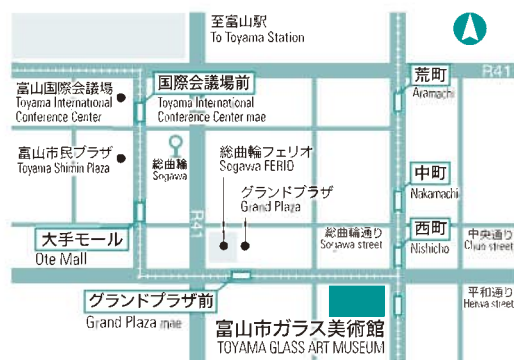 至富山駅
To Toyama Station
R41
富山国際会議場
Toyama International
Conference Center
国際会議場前
Toyama International
Conference Center mae
荒町
Aramachi
富山市民プラザ
Toyama Shimin Plaza
総曲輪
Sogawa
総曲輪フェリオ
Sogawa FERIO
グランドプラザ
Grand Plaza
中町
Nakamachi
R41
大手モール
Ote Mall
総曲輪通り
Sogawa street
西町
Nishicho
中央通り
Chuo street
グランドプラザ前
Grand Plaza mae
平和通り
Heiwa street
富山市ガラス美術館
TOYAMA GLASS ART MUSEUM